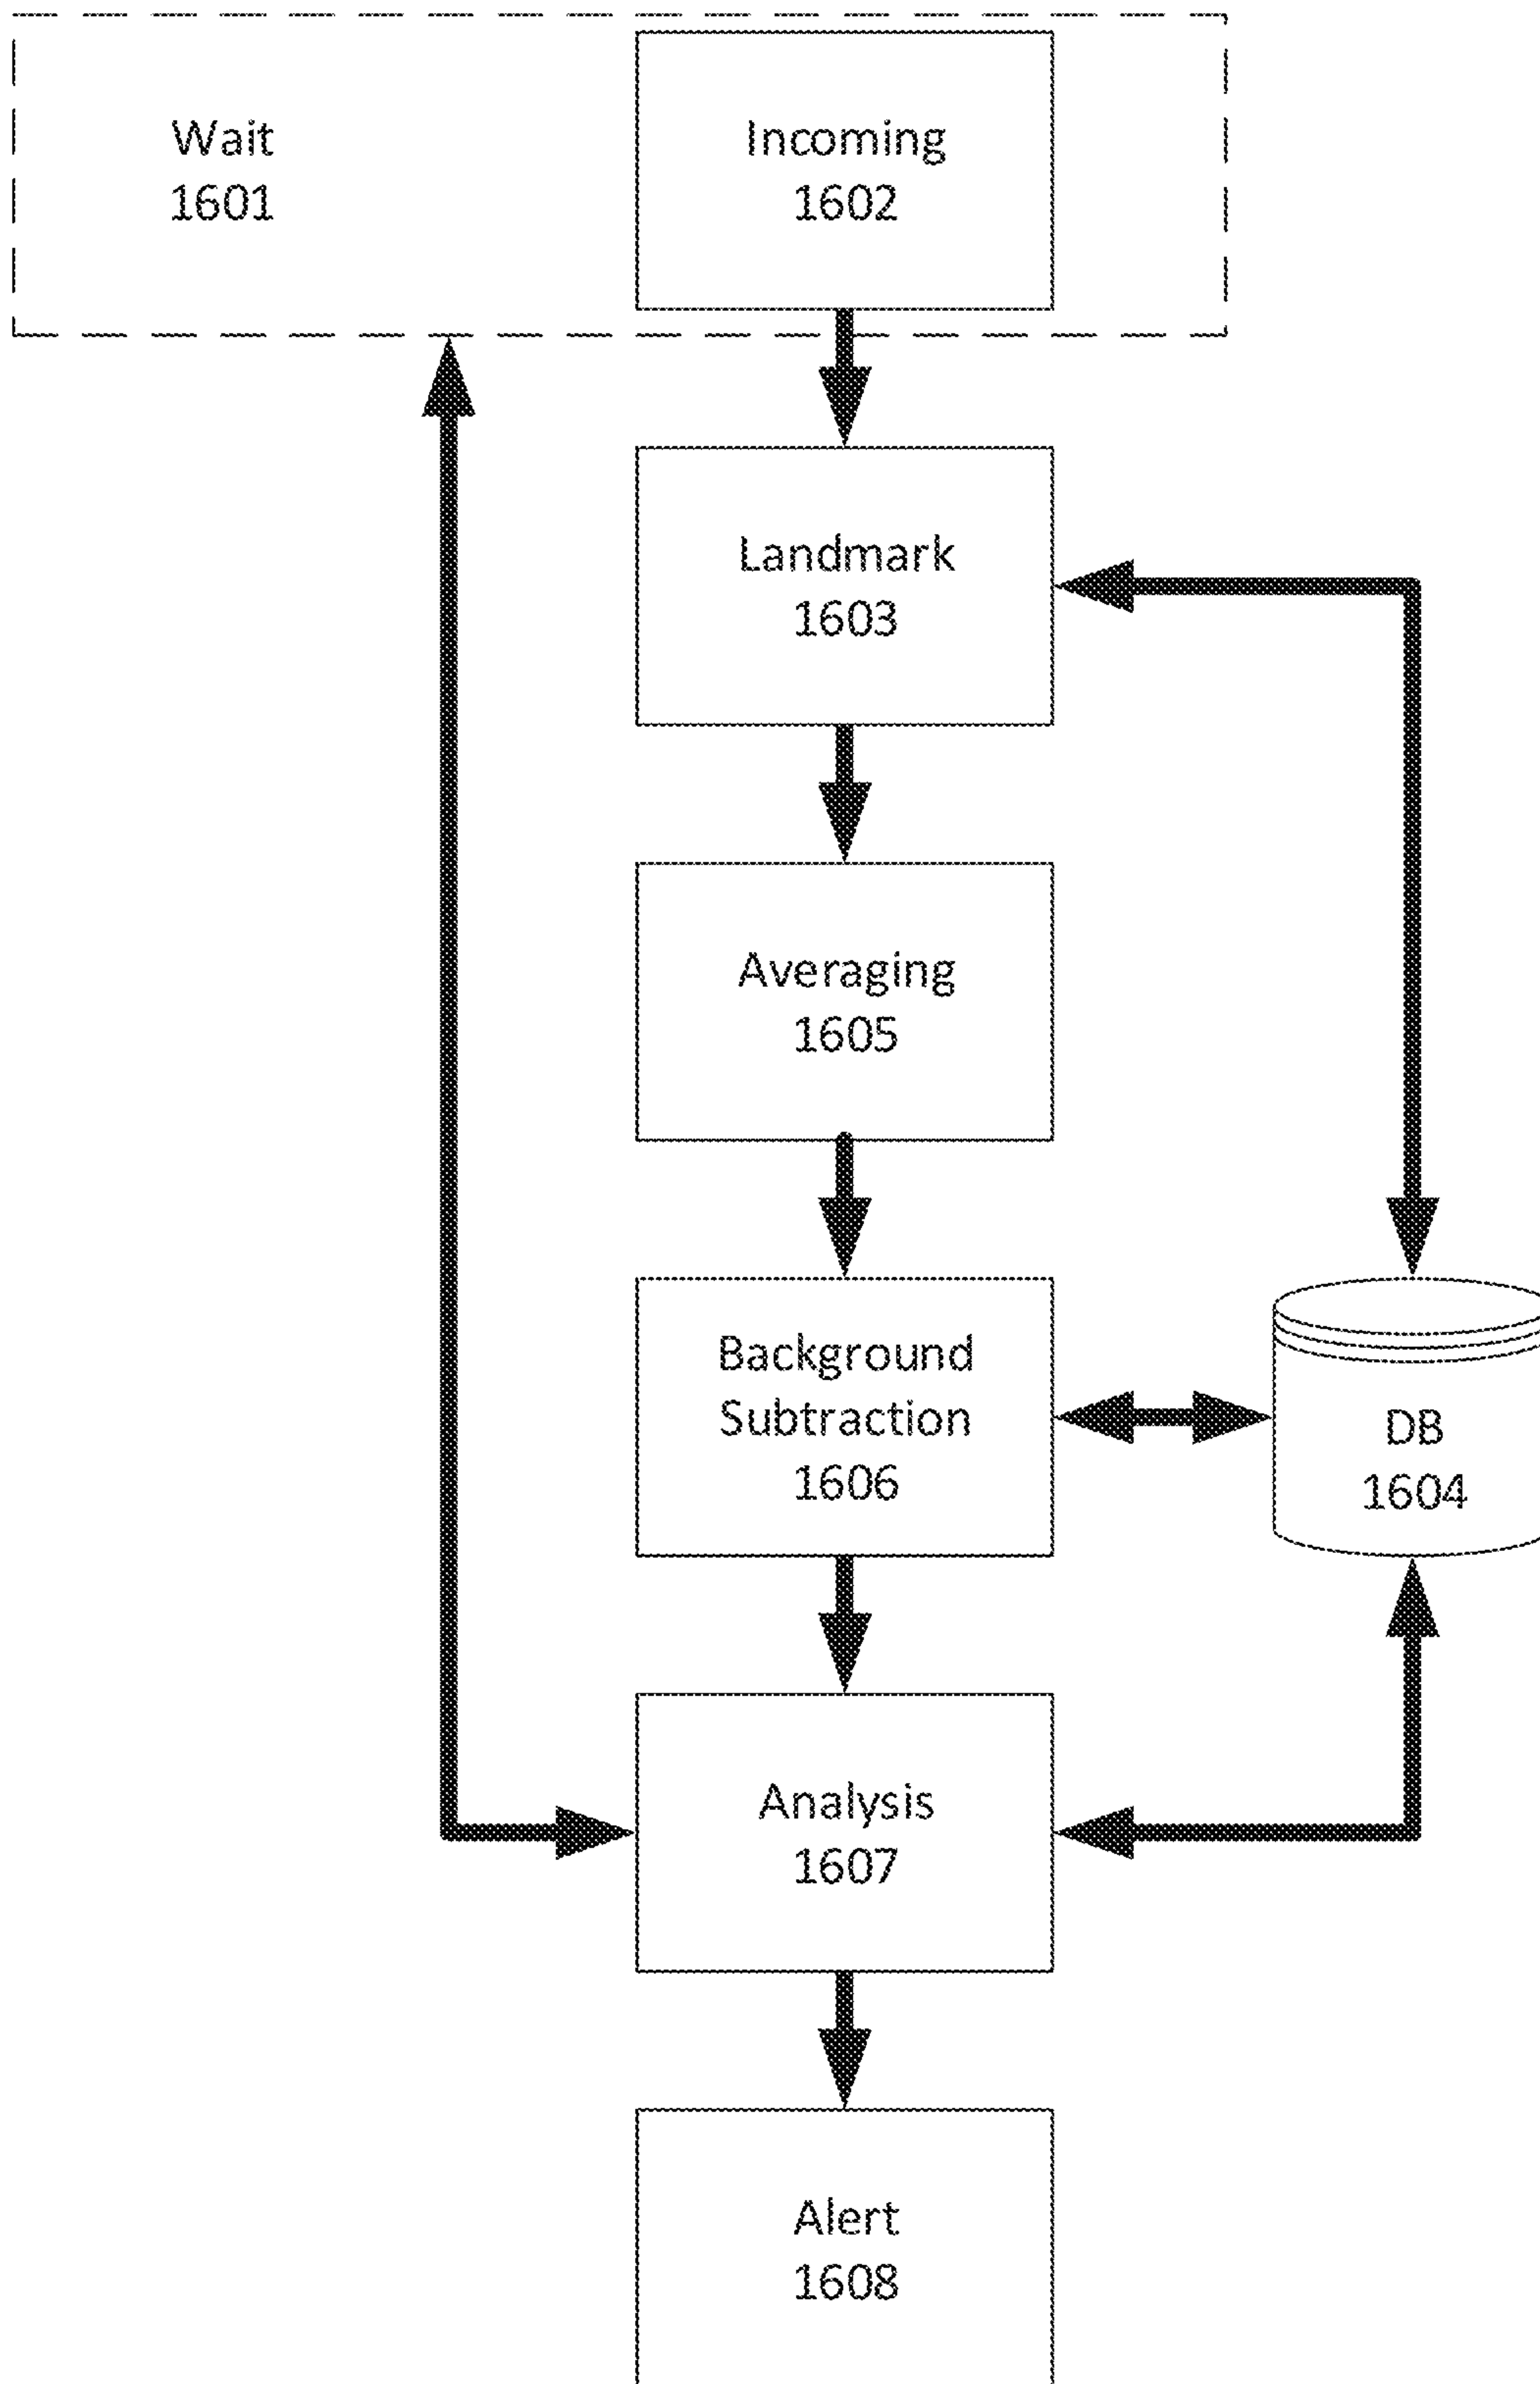 Wait
1601
Incoming
1602
Landmark
1603
Averaging
1605
Background
Subtraction
1606
DB
1604
Analysis
1607
Alert
1608